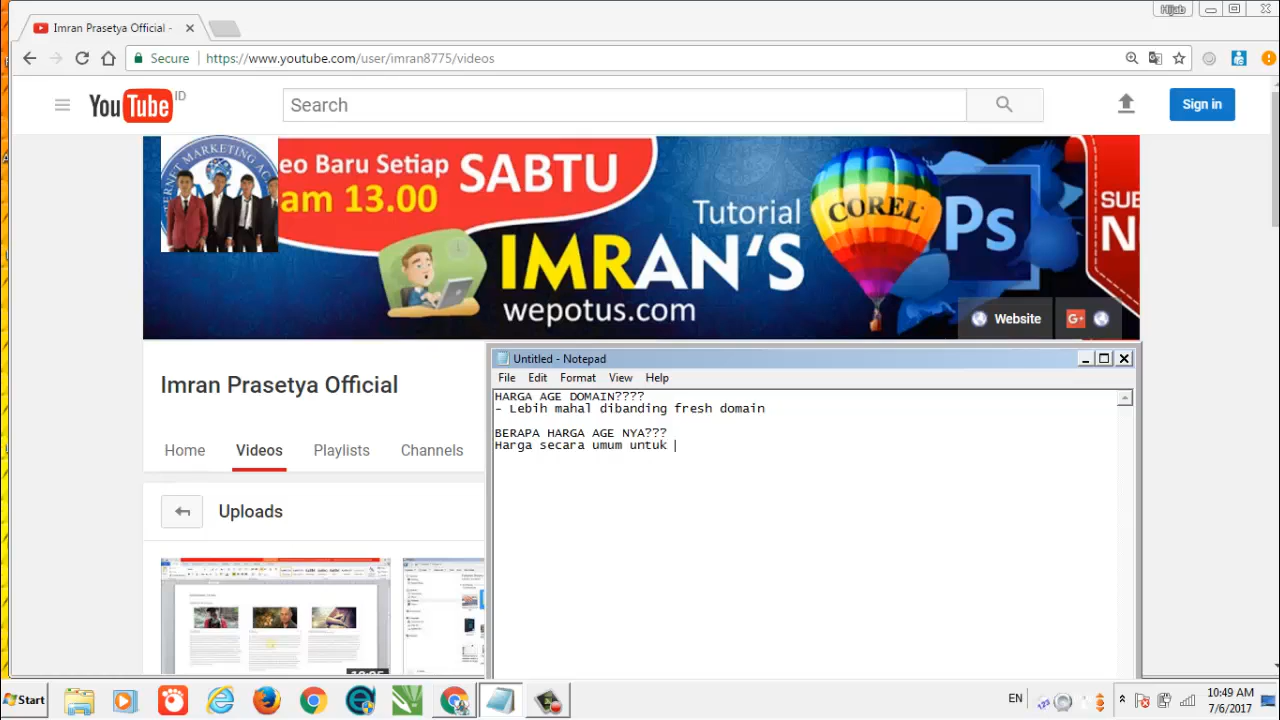 Imran Prasetya Official -
Hijab
Secure
https://www.youtube.com/user/imran8775/videos
YouTube ID
Search
Sign in
eo Baru Setiap SABTU
am 13.00
Tutorial
IMRAN'S
wepotus.com
COREL
Ps
SUB
N
Website
G+
Imran Prasetya Official
Home
Videos
Playlists
Channels
Uploads
Untitled - Notepad
File Edit Format View Help
HARGA AGE DOMAIN????
- Lebih mahal dibanding fresh domain
BERAPA HARGA AGE NYA???
Harga secara umum untuk
Start
EN
10:49 AM
7/6/2017